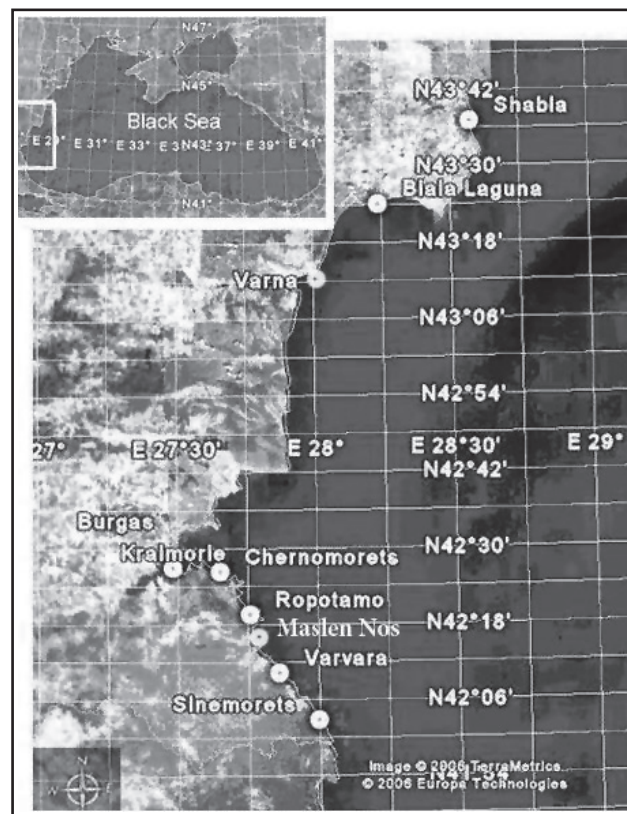 N47°
N45°
Black Sea
E 29° E 31° E 33° E 3 N43° 37° E 39° E 41°
N41°
N43°42'
Shabla
N43°30'
Biala Laguna
N43°18'
Varna
N43°06'
N42°54'
27° E 27°30' E 28° E 28°30' E 29°
N42°42'
Burgas
N42°30'
Kralmorie Chernomorets
Ropotamo
N42°18'
Maslen Nos
Varvara
N42°06'
Sinemorets
N
W E
S
Image © 2006 TerraMetrics
N41°54'
© 2006 Europa Technologies